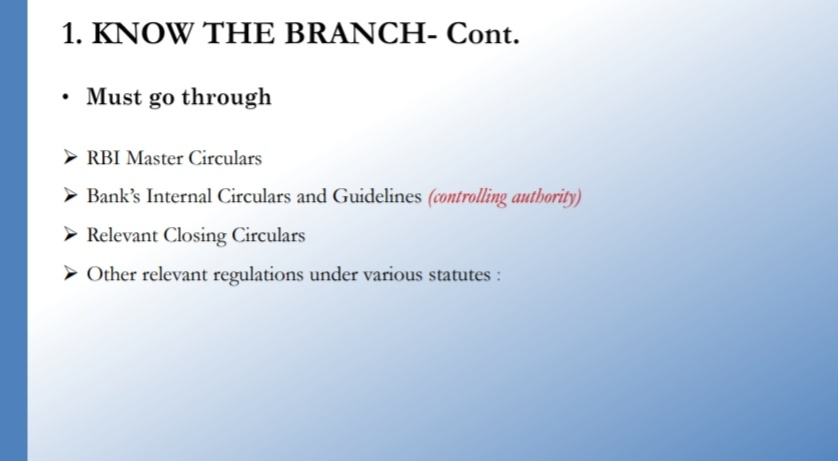 1. KNOW THE BRANCH- Cont.
• Must go through
➢ RBI Master Circulars
➢ Bank's Internal Circulars and Guidelines (controlling authority)
➢ Relevant Closing Circulars
➢ Other relevant regulations under various statutes :